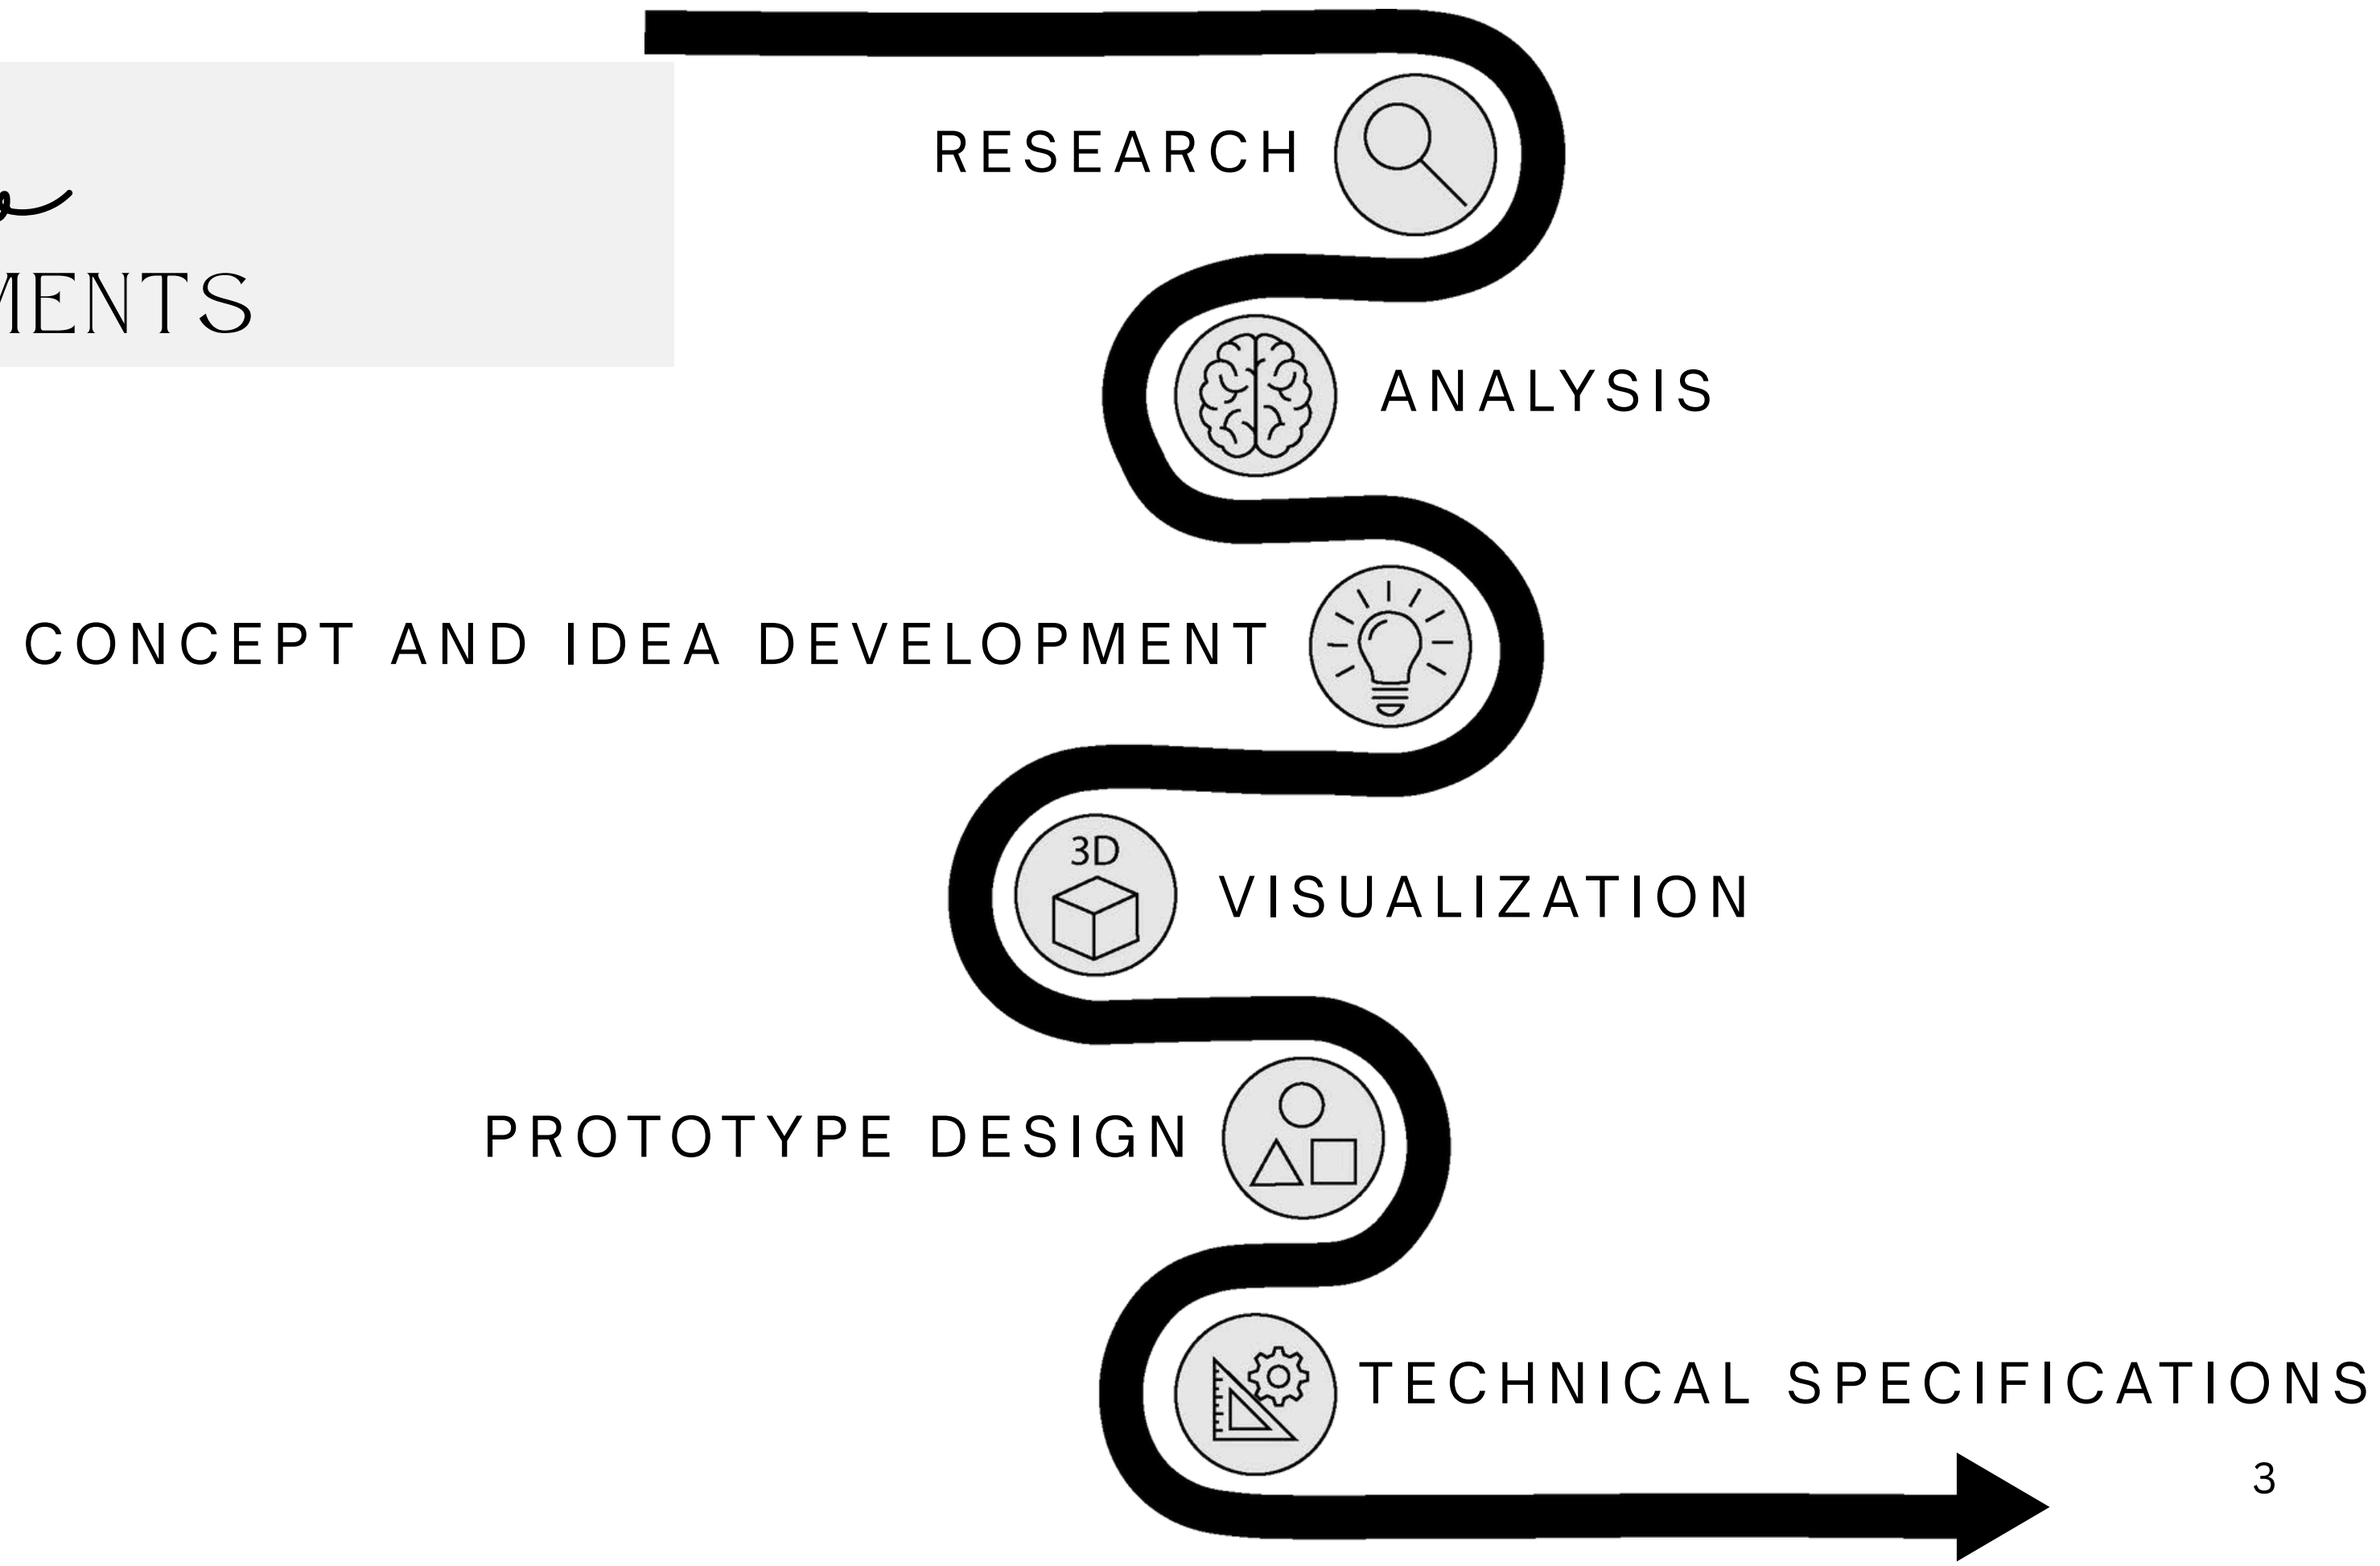 RESEARCH
MENTS
ANALYSIS
CONCEPT AND IDEA DEVELOPMENT
3D
VISUALIZATION
PROTOTYPE DESIGN
TECHNICAL SPECIFICATIONS
3